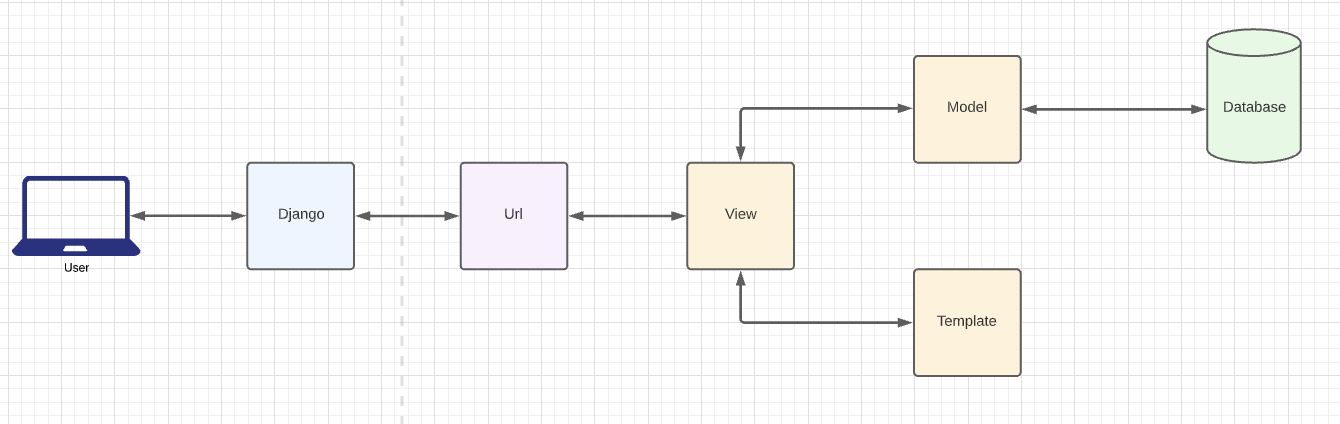 User
Django
Url
View
Model
Template
Database